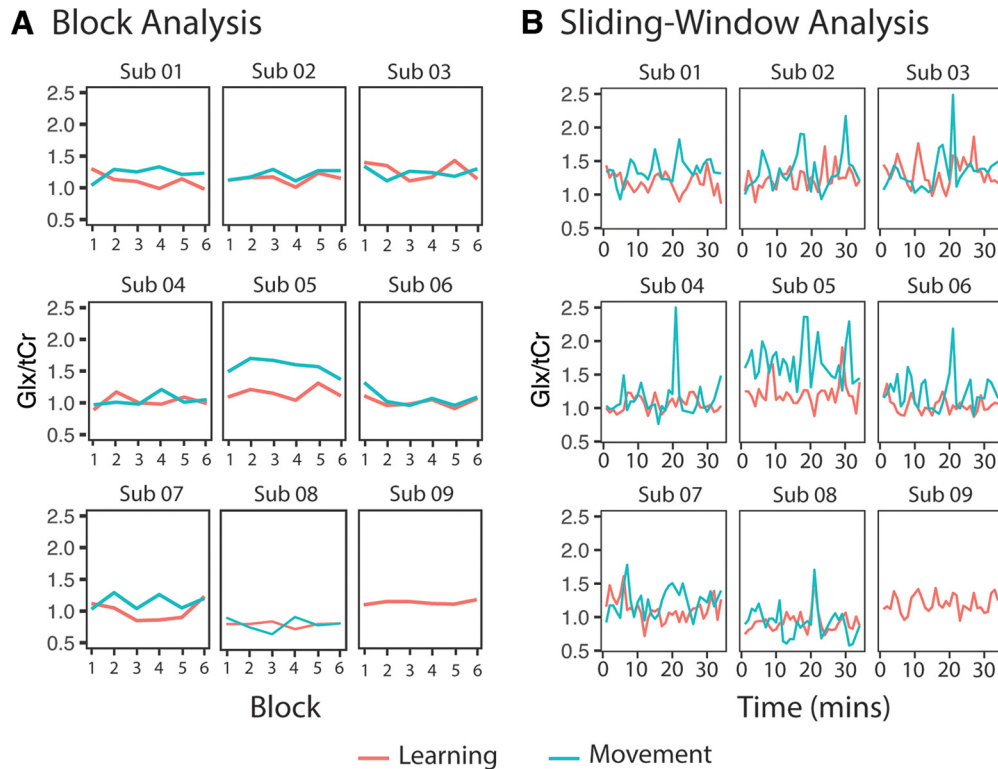 A Block Analysis
B Sliding-Window Analysis
Sub 01 Sub 02 Sub 03
2.5
2.0
1.5
1.0
0.5
1 2 3 4 5 6 1 2 3 4 5 6 1 2 3 4 5 6
Sub 04 Sub 05 Sub 06
2.5
2.0
1.5
1.0
0.5
1 2 3 4 5 6 1 2 3 4 5 6 1 2 3 4 5 6
Sub 07 Sub 08 Sub 09
2.5
2.0
1.5
1.0
0.5
1 2 3 4 5 6 1 2 3 4 5 6 1 2 3 4 5 6
Glx/tCr
Block
Sub 01 Sub 02 Sub 03
2.5
2.0
1.5
1.0
0.5
0 10 20 30 0 10 20 30 0 10 20 30
Sub 04 Sub 05 Sub 06
2.5
2.0
1.5
1.0
0.5
0 10 20 30 0 10 20 30 0 10 20 30
Sub 07 Sub 08 Sub 09
2.5
2.0
1.5
1.0
0.5
0 10 20 30 0 10 20 30 0 10 20 30
Glx/tCr
Time (mins)
Learning Movement